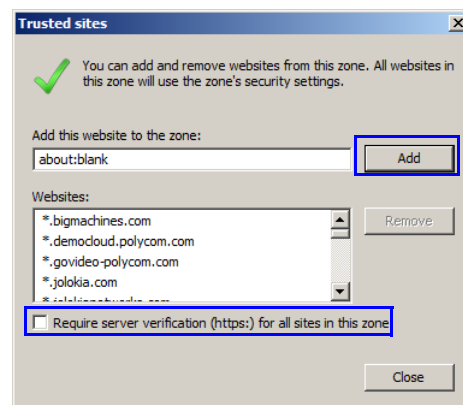 Trusted sites
You can add and remove websites from this zone. All websites in
this zone will use the zone's security settings.
Add this website to the zone:
about:blank
Add
Websites:
*.bigmachines.com
Remove
*.democloud.polycom.com
*.govideo-polycom.com
*.jolokia.com
Require server verification (https:) for all sites in this zone
Close